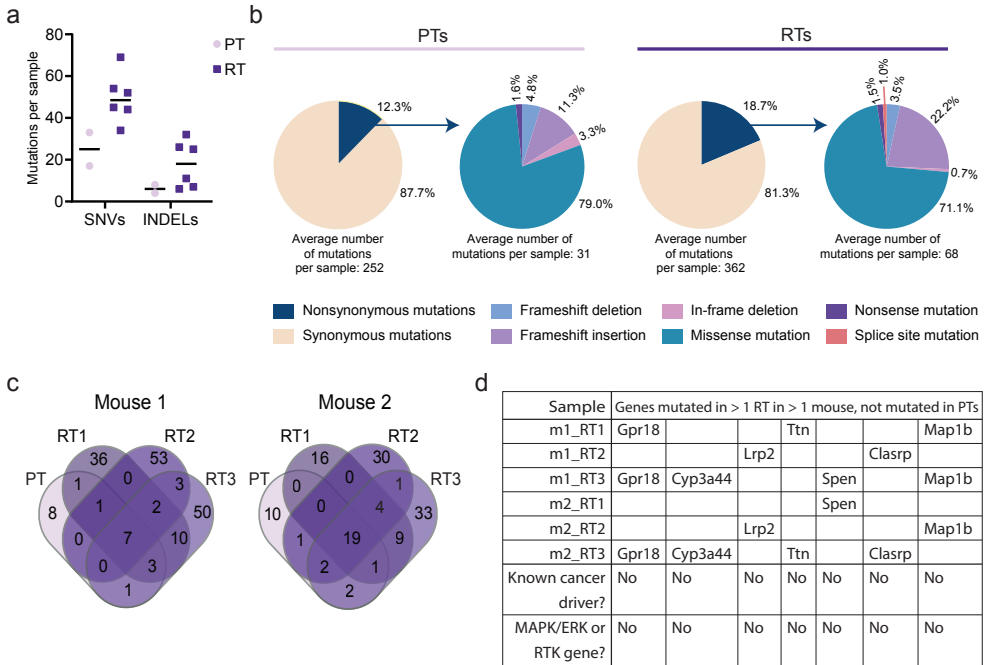 a
Mutations per sample
80
60
40
20
0
SNVs INDELs
PT
RT
b
PTs
12.3%
87.7%
Average number
of mutations
per sample: 252
1.6%
4.8%
11.3%
3.3%
79.0%
Average number of
mutations per sample: 31
RTs
18.7%
81.3%
Average number
of mutations
per sample: 362
1.5%
1.0%
3.5%
22.2%
0.7%
71.1%
Average number of
mutations per sample: 68
Nonsynonymous mutations
Synonymous mutations
Frameshift deletion
Frameshift insertion
In-frame deletion
Missense mutation
Nonsense mutation
Splice site mutation
c
Mouse 1
RT1 RT2
PT RT3
36 53
1 0 3
8 1 2 50
0 7 10
0 3
1
Mouse 2
RT1 RT2
PT RT3
16 30
0 0 1
10 0 4 33
1 19 9
2 1
2
d
Sample Genes mutated in > 1 RT in > 1 mouse, not mutated in PTs
m1_RT1 Gpr18 Ttn Map1b
m1_RT2 Lrp2 Clasrp
m1_RT3 Gpr18 Cyp3a44 Spen Map1b
m2_RT1 Spen
m2_RT2 Lrp2 Map1b
m2_RT3 Gpr18 Cyp3a44 Ttn Clasrp
Known cancer No No No No No No No
driver?
MAPK/ERK or No No No No No No No
RTK gene?